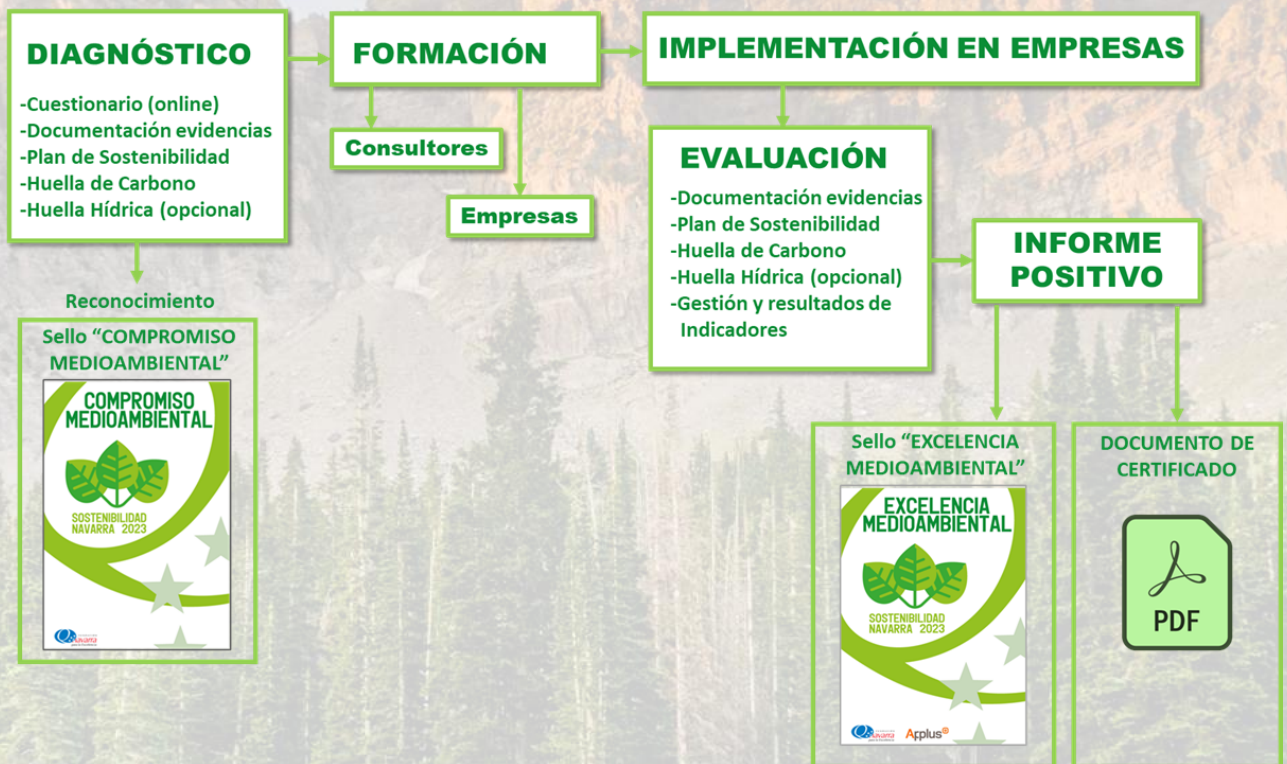 DIAGNÓSTICO
-Cuestionario (online)
-Documentación evidencias
-Plan de Sostenibilidad
-Huella de Carbono
-Huella Hídrica (opcional)
FORMACIÓN
Consultores
Empresas
IMPLEMENTACIÓN EN EMPRESAS
EVALUACIÓN
-Documentación evidencias
-Plan de Sostenibilidad
-Huella de Carbono
-Huella Hídrica (opcional)
-Gestión y resultados de
Indicadores
INFORME
POSITIVO
Reconocimiento
Sello “COMPROMISO
MEDIOAMBIENTAL”
COMPROMISO
MEDIOAMBIENTAL
SOSTENIBILIDAD
NAVARRA 2023
Sello “EXCELENCIA
MEDIOAMBIENTAL”
EXCELENCIA
MEDIOAMBIENTAL
SOSTENIBILIDAD
NAVARRA 2023
Applus
DOCUMENTO DE
CERTIFICADO
PDF